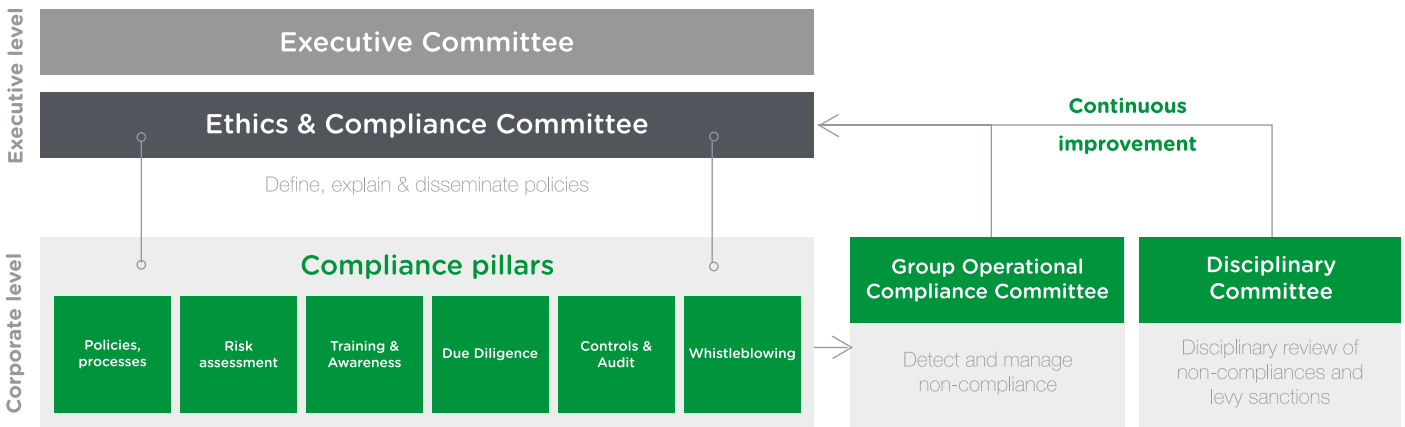 Executive level
Executive Committee
Ethics & Compliance Committee
Define, explain & disseminate policies
Continuous
improvement
Corporate level
Compliance pillars
Policies,
processes
Risk
assessment
Training &
Awareness
Due Diligence
Controls &
Audit
Whistleblowing
Group Operational
Compliance Committee
Detect and manage
non-compliance
Disciplinary
Committee
Disciplinary review of
non-compliances and
levy sanctions